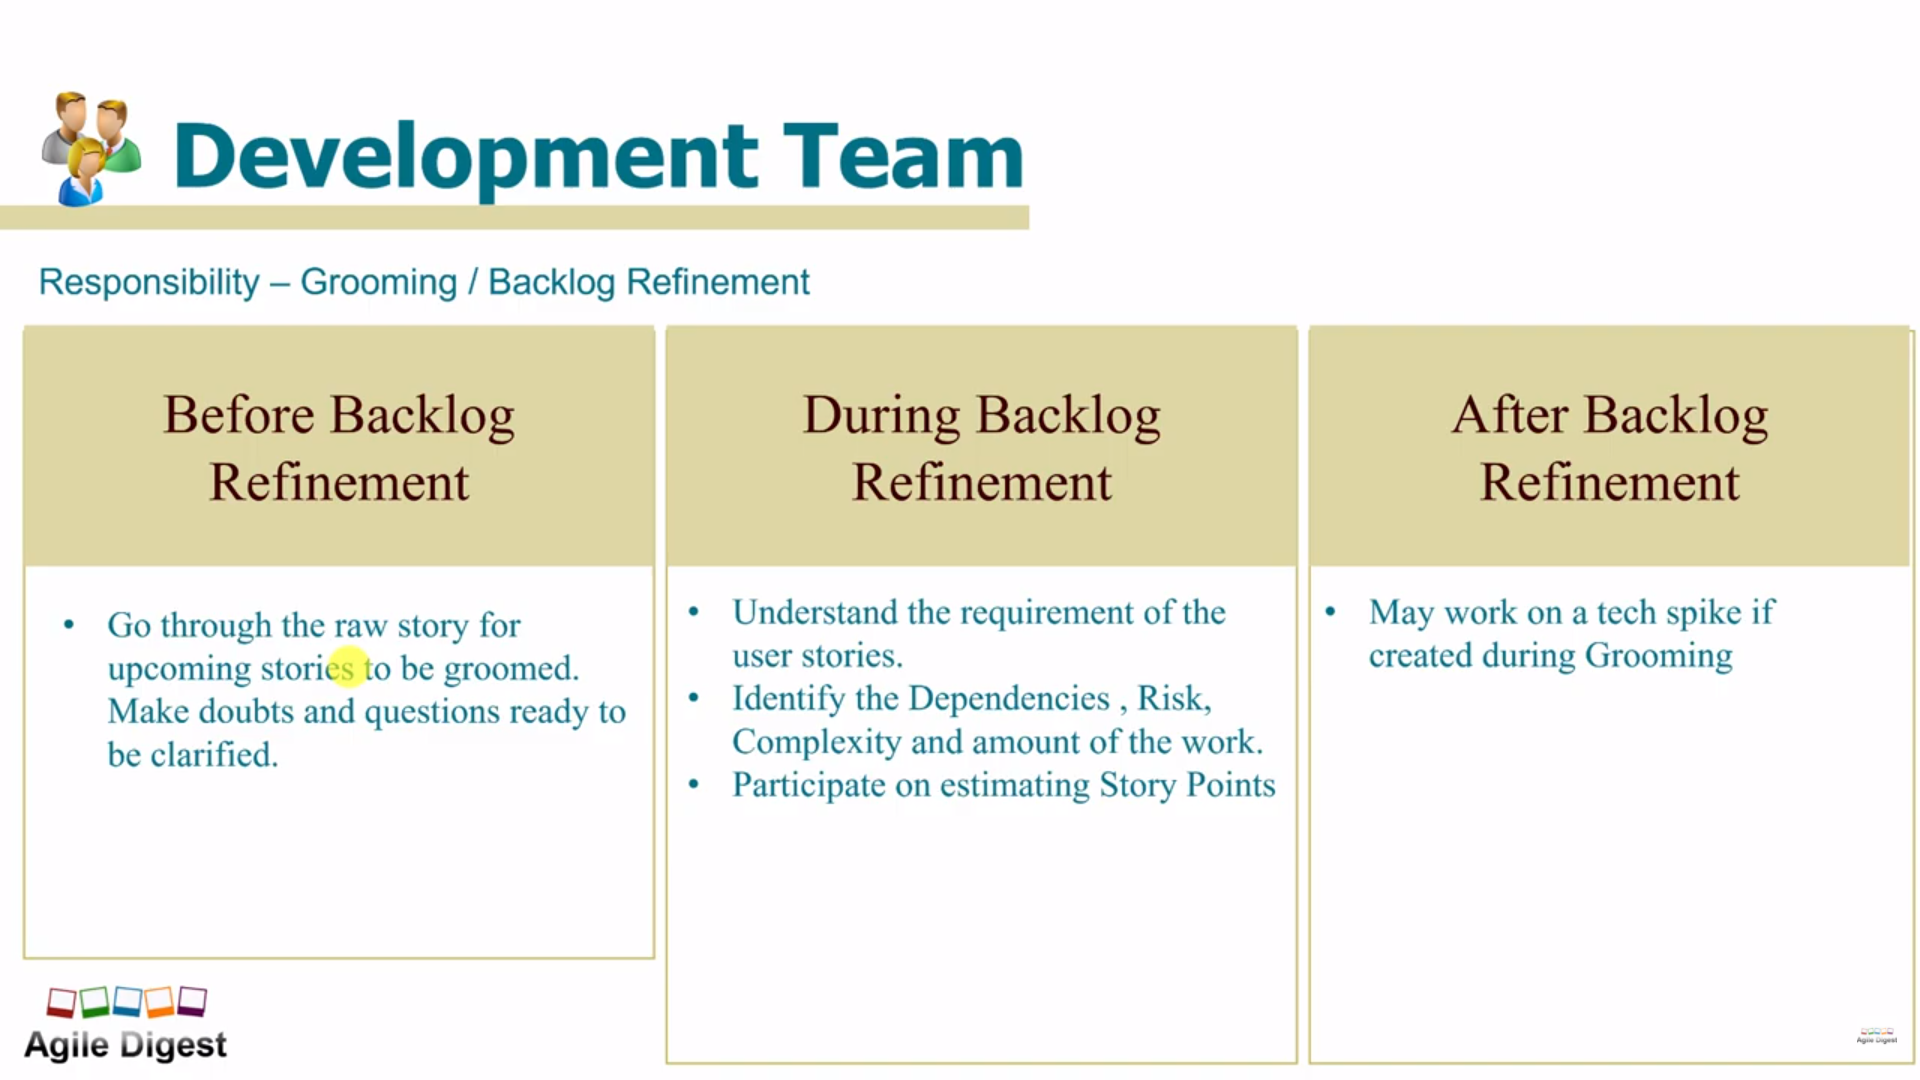 Development Team
Responsibility – Grooming / Backlog Refinement
Before Backlog
Refinement
• Go through the raw story for
upcoming stories to be groomed.
Make doubts and questions ready to
be clarified.
During Backlog
Refinement
• Understand the requirement of the
user stories.
• Identify the Dependencies , Risk,
Complexity and amount of the work.
• Participate on estimating Story Points
After Backlog
Refinement
• May work on a tech spike if
created during Grooming
Agile Digest
Agile Digest